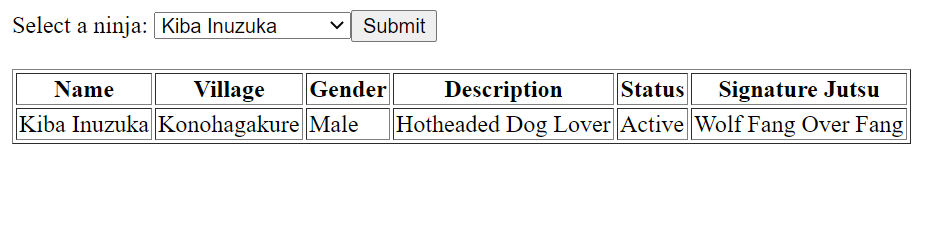 Select a ninja: Kiba Inuzuka Submit
Name Village Gender Description Status Signature Jutsu
Kiba Inuzuka Konohagakure Male Hotheaded Dog Lover Active Wolf Fang Over Fang